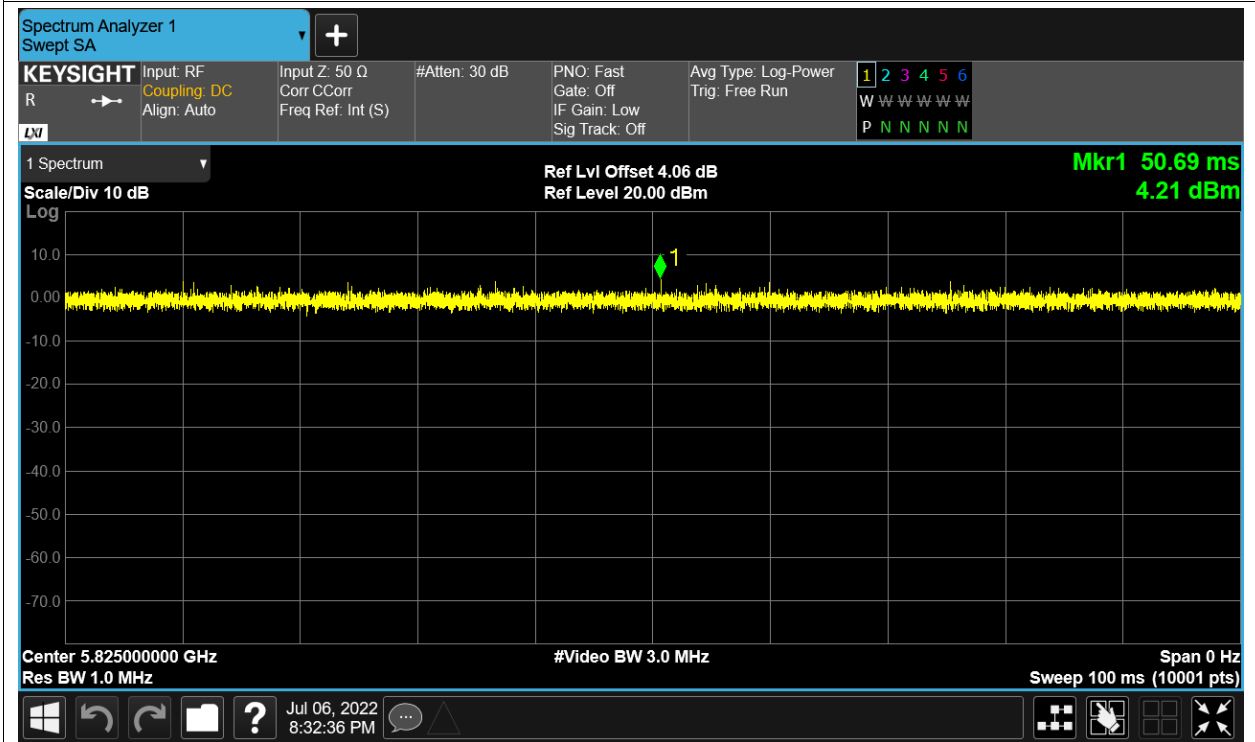 Spectrum Analyzer 1
Swept SA
+
KEYSIGHT
R
LXI
Input: RF
Coupling: DC
Align: Auto
Input Z: 50 Ω
Corr CCorr
Freq Ref: Int (S)
#Atten: 30 dB
PNO: Fast
Gate: Off
IF Gain: Low
Sig Track: Off
Avg Type: Log-Power
Trig: Free Run
1 2 3 4 5 6
W W W W W W
P N N N N N
1 Spectrum
Scale/Div 10 dB
Ref Lvl Offset 4.06 dB
Ref Level 20.00 dBm
Mkr1 50.69 ms
4.21 dBm
Log
10.0
1
0.00
-10.0
-20.0
-30.0
-40.0
-50.0
-60.0
-70.0
Center 5.825000000 GHz
#Video BW 3.0 MHz
Span 0 Hz
Res BW 1.0 MHz
Sweep 100 ms (10001 pts)
?
Jul 06, 2022
8:32:36 PM